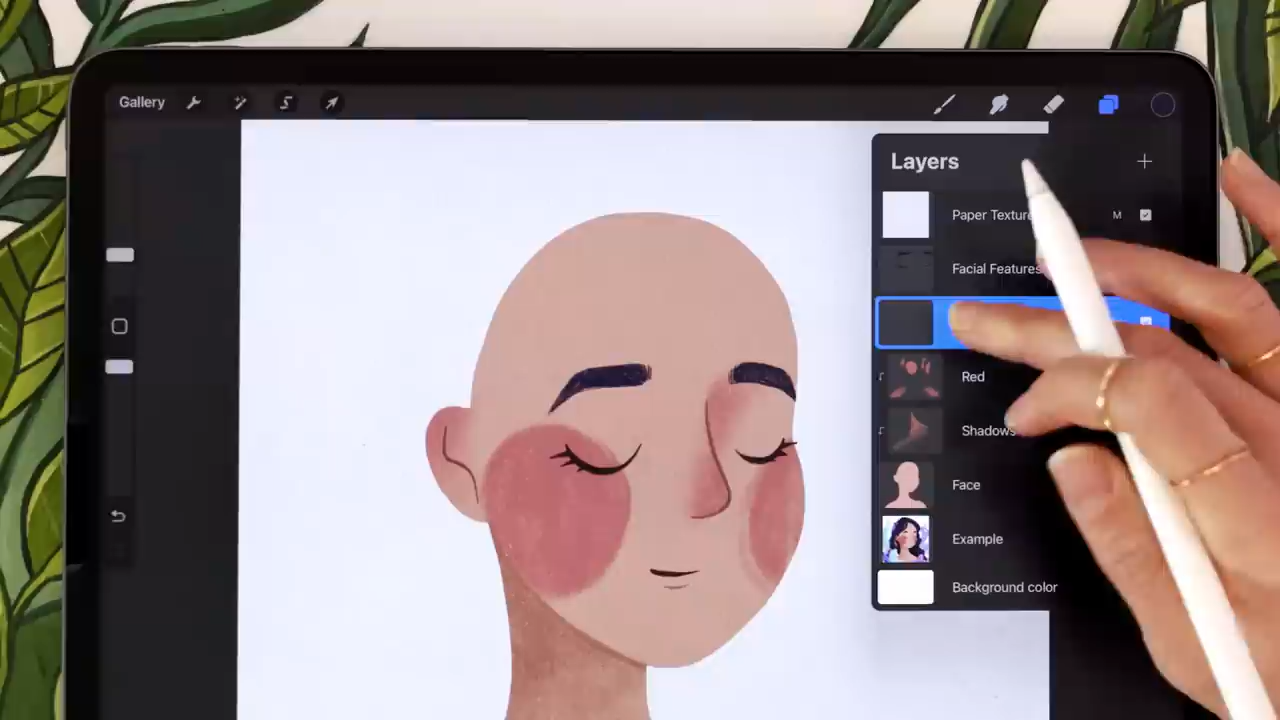 Gallery
Layers
Paper Texture
M
Facial Features
Red
Shadows
Face
Example
Background color